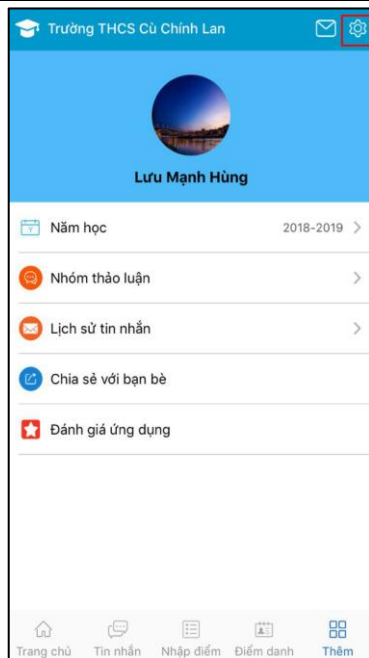 Trường THCS Cù Chính Lan
Lưu Mạnh Hùng
Năm học 2018-2019
Nhóm thảo luận
Lịch sử tin nhắn
Chia sẻ với bạn bè
Đánh giá ứng dụng
Trang chủ Tin nhắn Nhập điểm Điểm danh Thêm